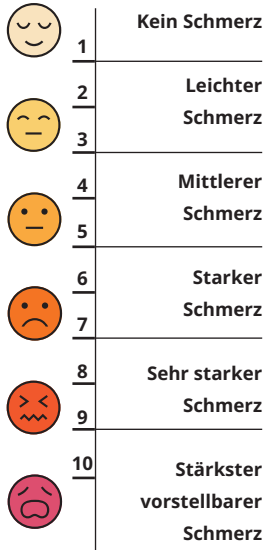 Kein Schmerz
1
2
Leichter
Schmerz
3
4
Mittlerer
Schmerz
5
6
Starker
Schmerz
7
8
Sehr starker
Schmerz
9
10
Stärkster
vorstellbarer
Schmerz